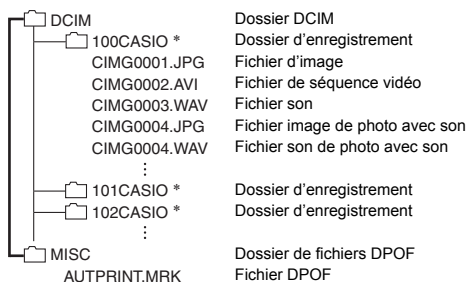 DCIM Dossier DCIM
100CASIO * Dossier d'enregistrement
CIMG0001.JPG Fichier d'image
CIMG0002.AVI Fichier de séquence vidéo
CIMG0003.WAV Fichier son
CIMG0004.JPG Fichier image de photo avec son
CIMG0004.WAV Fichier son de photo avec son
⋮
101CASIO * Dossier d'enregistrement
102CASIO * Dossier d'enregistrement
⋮
MISC Dossier de fichiers DPOF
AUTPRINT.MRK Fichier DPOF